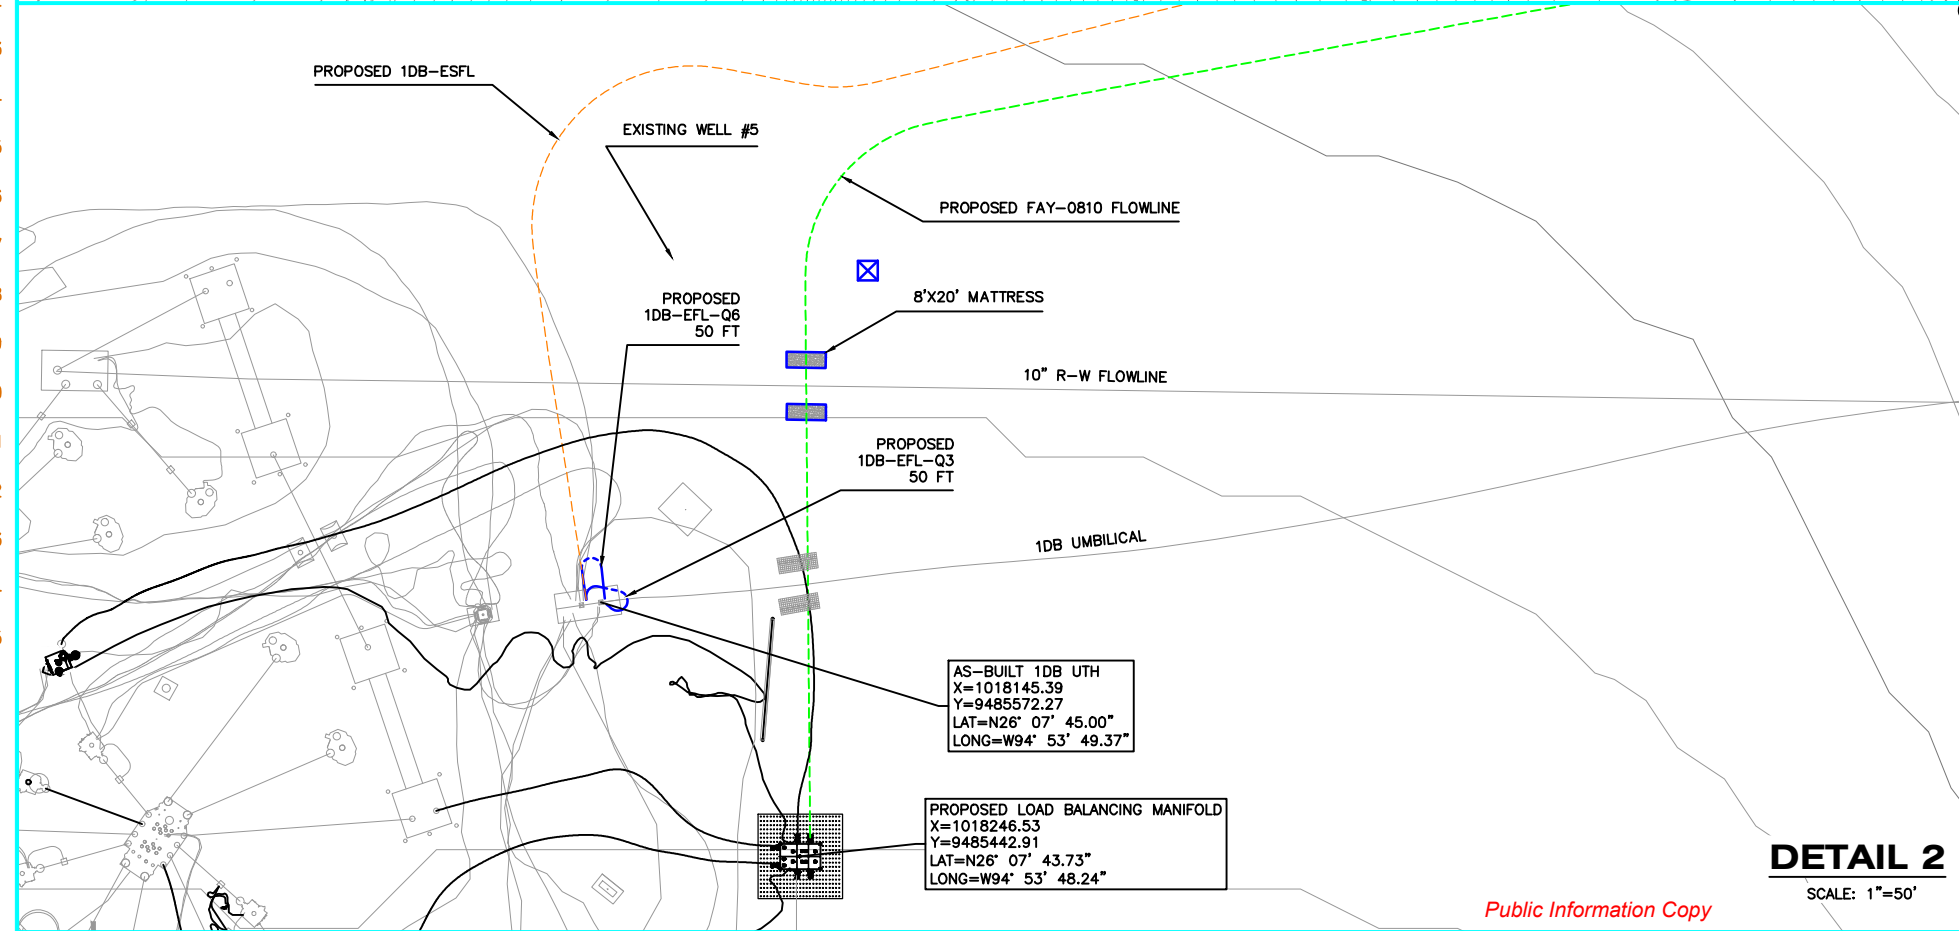 PROPOSED 1DB-ESFL
EXISTING WELL #5
PROPOSED FAY-0810 FLOWLINE
PROPOSED
1DB-EFL-Q6
50 FT
8'X20' MATTRESS
10" R-W FLOWLINE
PROPOSED
1DB-EFL-Q3
50 FT
1DB UMBILICAL
AS-BUILT 1DB UTH
X=1018145.39
Y=9485572.27
LAT=N26° 07' 45.00"
LONG=W94° 53' 49.37"
PROPOSED LOAD BALANCING MANIFOLD
X=1018246.53
Y=9485442.91
LAT=N26° 07' 43.73"
LONG=W94° 53' 48.24"
DETAIL 2
SCALE: 1"=50'
Public Information Copy